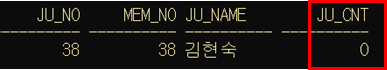 JU_NO MEM_NO JU_NAME JU_CNT
---------- ---------- ---------- ----------
38 38 김현숙 0